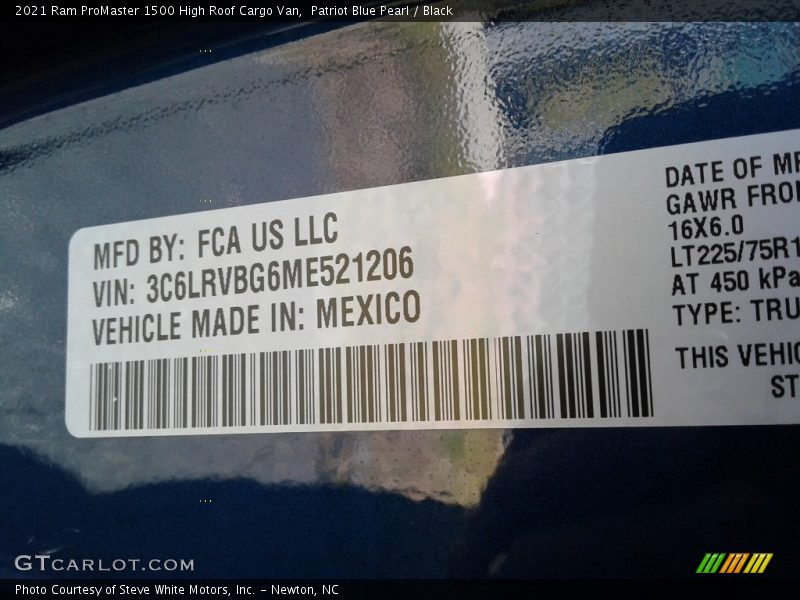 2021 Ram ProMaster 1500 High Roof Cargo Van,  Patriot Blue Pearl / Black
MFD BY: FCA US LLC
VIN: 3C6LRVBG6ME521206
VEHICLE MADE IN: MEXICO
DATE OF MF
GAWR FRO
16X6.0
LT225/75R1
AT 450 kPa
TYPE: TRU
THIS VEHIC
ST
GTCARLOT.COM
Photo Courtesy of Steve White Motors, Inc. – Newton, NC